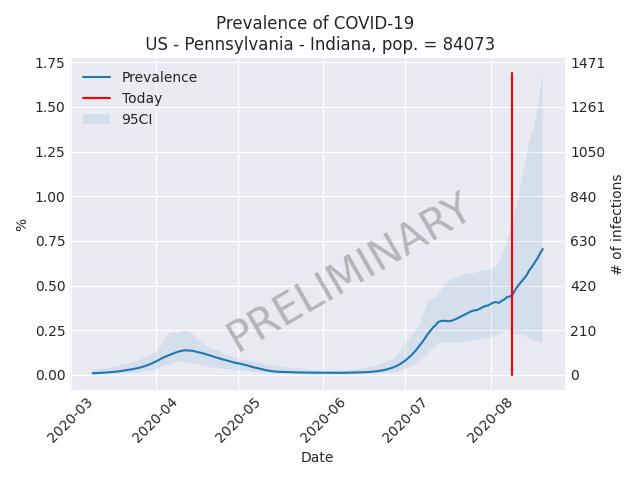 Prevalence of COVID-19
US - Pennsylvania - Indiana, pop. = 84073
Prevalence
Today
95CI
1.75
1.50
1.25
1.00
0.75
0.50
0.25
0.00
%
1471
1261
1050
840
630
420
210
0
# of infections
PRELIMINARY
2020-03
2020-04
2020-05
2020-06
2020-07
2020-08
Date